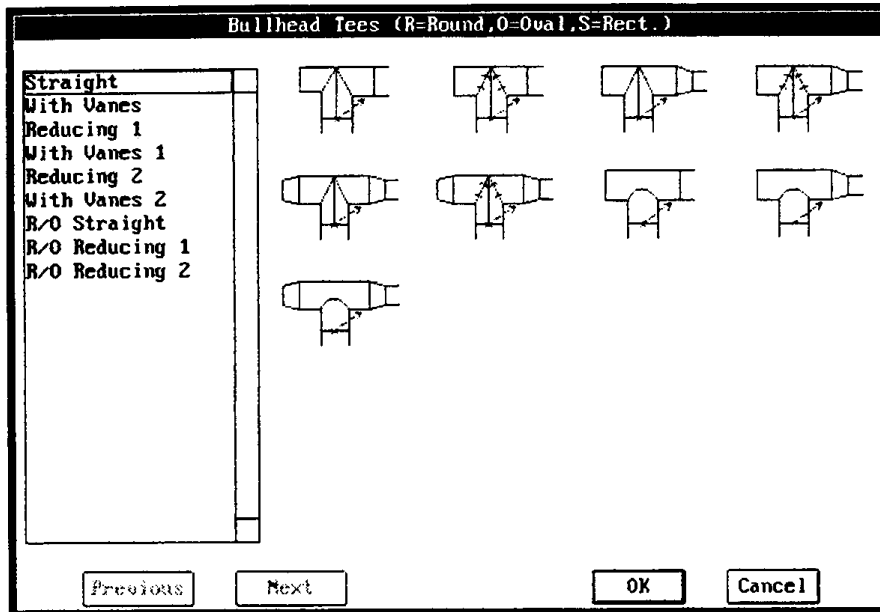 Bullhead Tees (R=Round,O=Oval,S=Rect.)
Straight
With Vanes
Reducing 1
With Vanes 1
Reducing 2
With Vanes 2
R/O Straight
R/O Reducing 1
R/O Reducing 2
Previous
Next
OK
Cancel